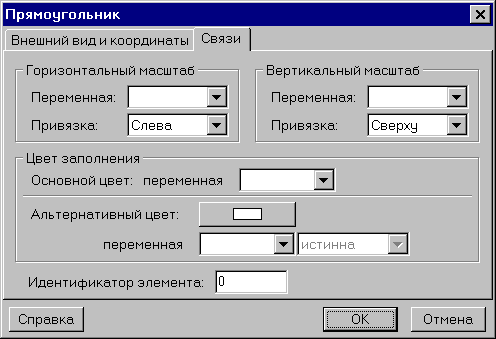 Прямоугольник
Внешний вид и координаты Связи
Горизонтальный масштаб Вертикальный масштаб
Переменная: Переменная:
Привязка: Слева Привязка: Сверху
Цвет заполнения
Основной цвет: переменная
Альтернативный цвет:
переменная истинна
Идентификатор элемента: 0
Справка OK Отмена